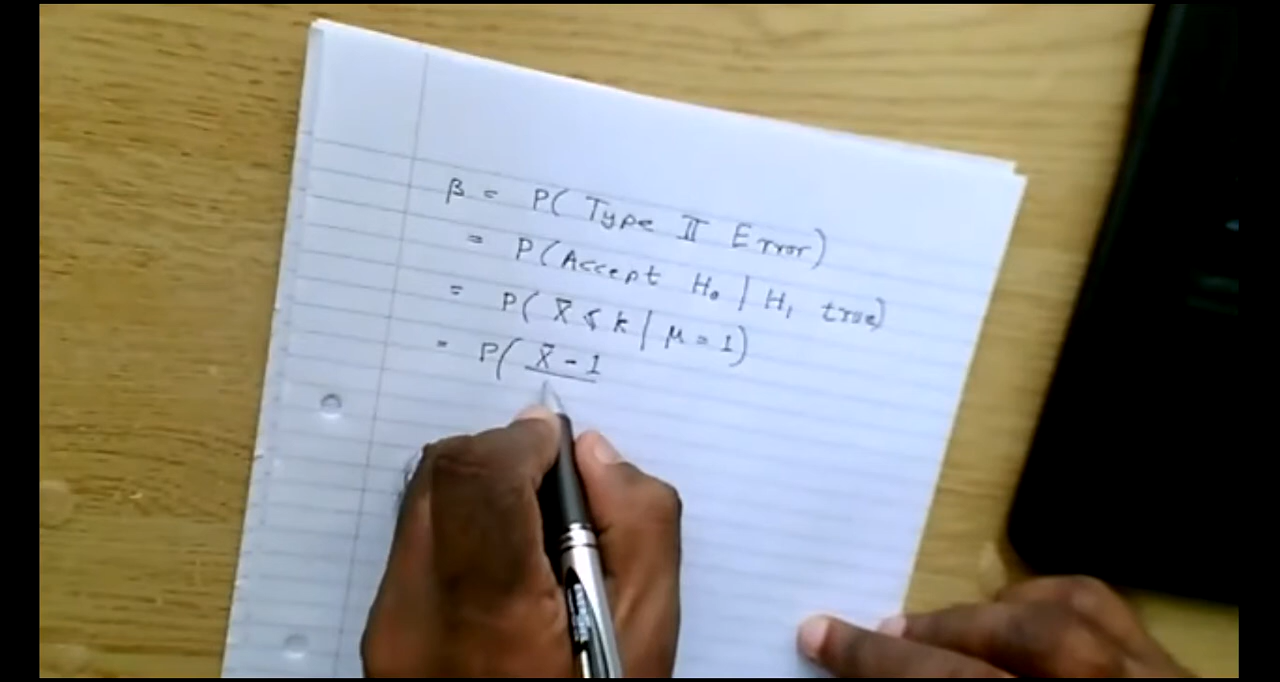 β = P( Type II Error)
= P(Accept H₀ | H₁ true)
= P( X̄ ≤ k | μ = 1)
= P( X̄ - 1